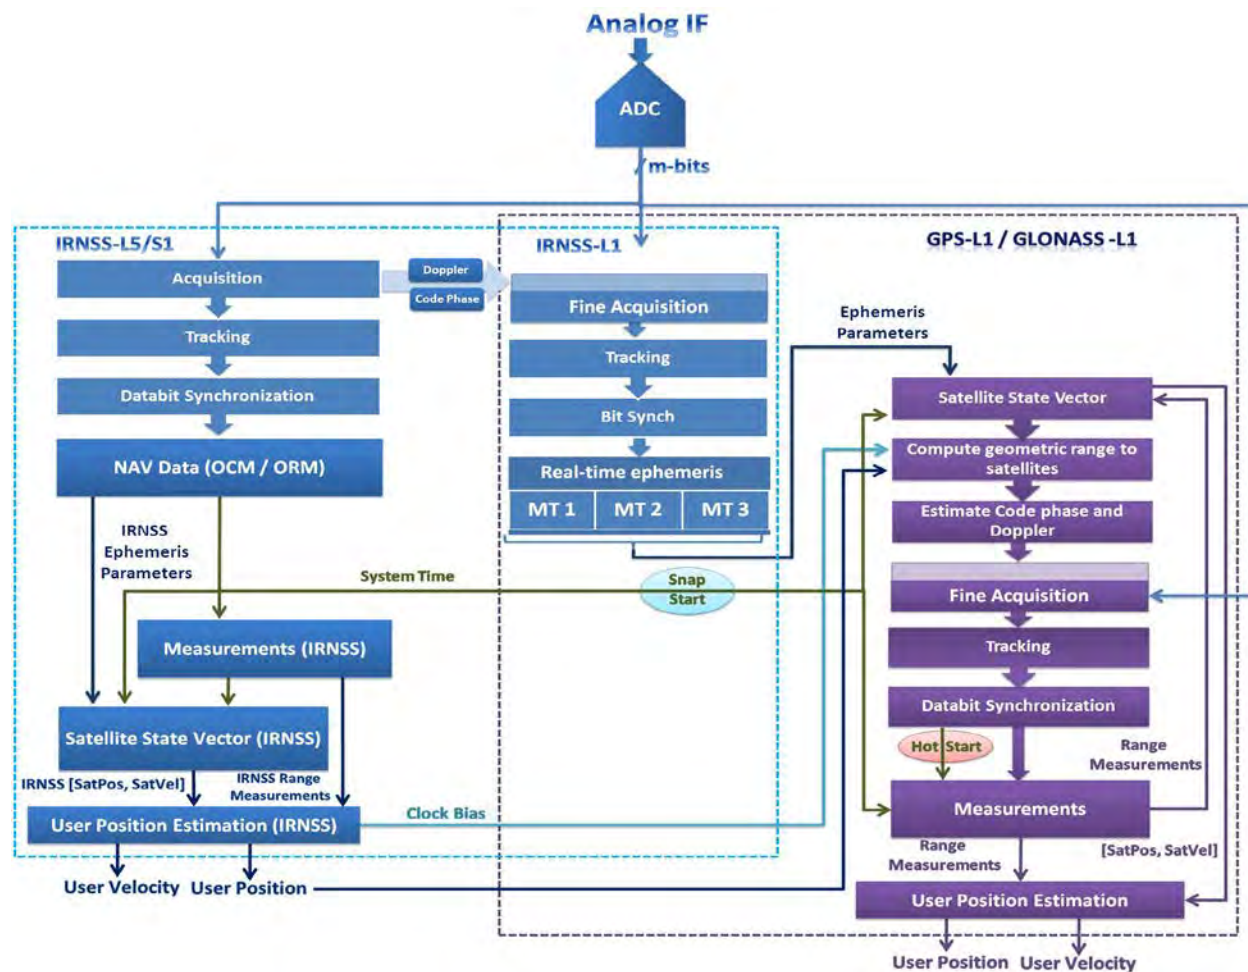 Analog IF
ADC
m-bits
IRNSS-L5/S1
Acquisition
Tracking
Databit Synchronization
NAV Data (OCM / ORM)
IRNSS
Ephemeris
Parameters
System Time
Measurements (IRNSS)
Satellite State Vector (IRNSS)
IRNSS [SatPos, SatVel]
IRNSS Range
Measurements
User Position Estimation (IRNSS)
Clock Bias
User Velocity
User Position
Doppler
Code Phase
IRNSS-L1
Fine Acquisition
Tracking
Bit Synch
Real-time ephemeris
MT 1
MT 2
MT 3
Snap
Start
GPS-L1 / GLONASS -L1
Ephemeris
Parameters
Satellite State Vector
Compute geometric range to
satellites
Estimate Code phase and
Doppler
Fine Acquisition
Tracking
Databit Synchronization
Hot Start
Range
Measurements
Measurements
Range
Measurements
[SatPos, SatVel]
User Position Estimation
User Position
User Velocity